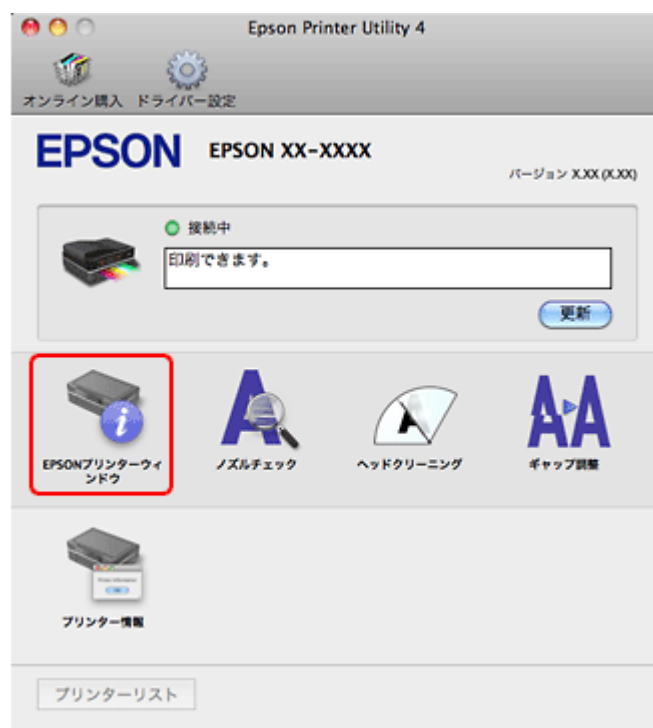 Epson Printer Utility 4
オンライン購入 ドライバー設定
EPSON EPSON XX-XXXX
バージョン X.XX (X.XX)
接続中
印刷できます。
更新
EPSONプリンターウィ
ンドウ
ノズルチェック
ヘッドクリーニング
ギャップ調整
プリンター情報
プリンターリスト